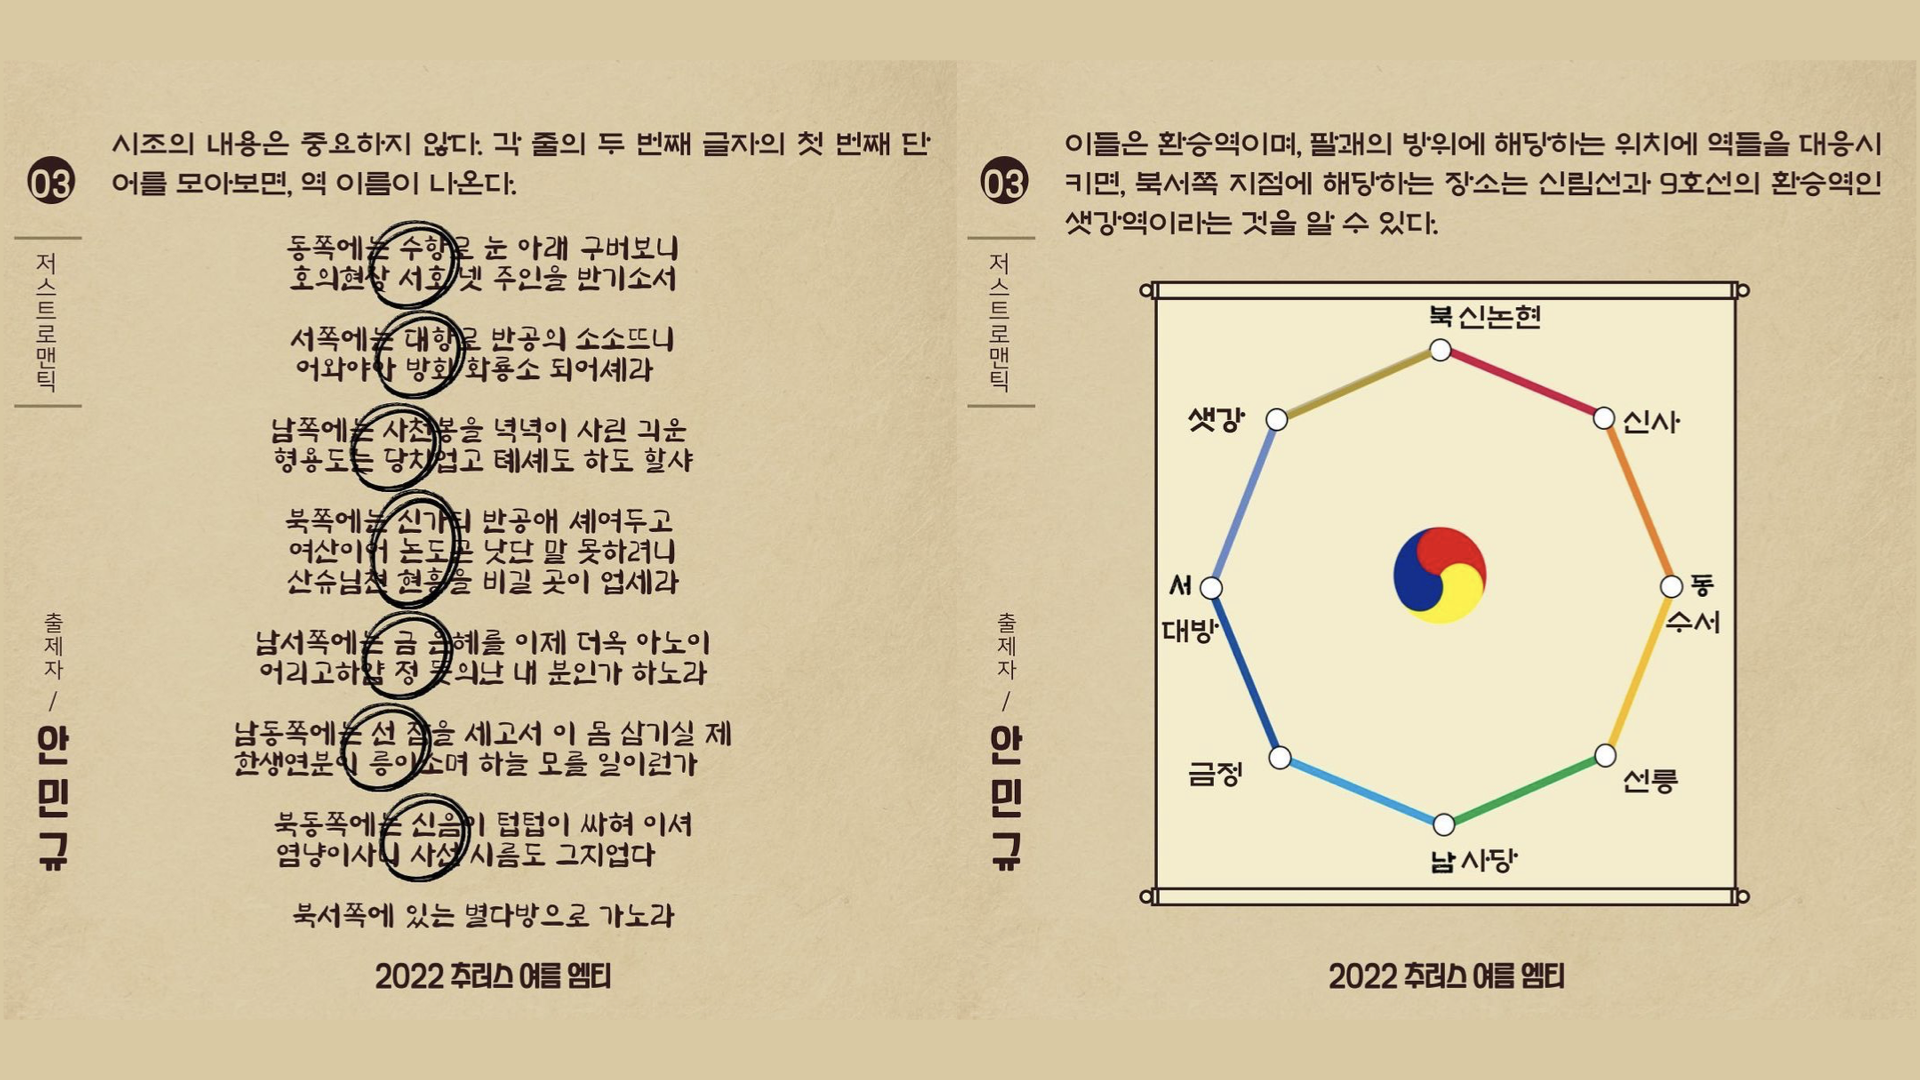 시조의 내용은 중요하지 않다. 각 줄의 두 번째 글자의 첫 번째 단
어를 모아보면, 역 이름이 나온다.
03
저스트로맨틱
출제자 / 안민규
동쪽에는 수향로 눈 아래 구버보니
호의현상 서회 넷 주인을 반기소서
서쪽에는 대향로 반공의 소소뜨니
어와야아 방회 화룡소 되어셰라
남쪽에는 사천봉을 녁녁이 사린 긔운
형용도는 당치업고 톄셰도 하도 할샤
북쪽에는 신가티 반공애 셰여두고
여산이어 논도곤 낫단 말 못하려니
산슈님쳔 현흥을 비길 곳이 업세라
남서쪽에는 금 은혜를 이제 더옥 아노이
어리고하얌 정 뜻의난 내 분인가 하노라
남동쪽에는 선 집을 세고서 이 몸 삼기실 제
한생연분이 릉이소며 하늘 모를 일이런가
북동쪽에는 신음이 텁텁이 싸혀 이셔
염냥이사니 사선 시름도 그지업다
북서쪽에 있는 별다방으로 가노라
2022 추러스 여름 엠티
이들은 환승역이며, 팔괘의 방위에 해당하는 위치에 역들을 대응시
키면, 북서쪽 지점에 해당하는 장소는 신림선과 9호선의 환승역인
샛강역이라는 것을 알 수 있다.
03
저스트로맨틱
출제자 / 안민규
북 신논현
샛강
신사
서
대방
동
수서
금정
선릉
남 사당
2022 추러스 여름 엠티